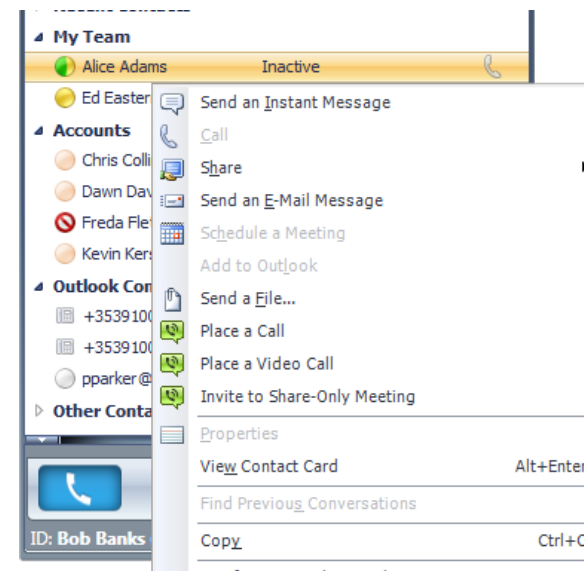 My Team
Alice Adams Inactive
Ed Easter
Send an Instant Message
Accounts
Call
Chris Colli
Share
Dawn Dav
Send an E-Mail Message
Freda Fle
Schedule a Meeting
Kevin Kers
Add to Outlook
Outlook Con
Send a File...
+3539100
Place a Call
+3539100
Place a Video Call
pparker@
Invite to Share-Only Meeting
Other Conta
Properties
View Contact Card Alt+Enter
Find Previous Conversations
ID: Bob Banks
Copy Ctrl+C